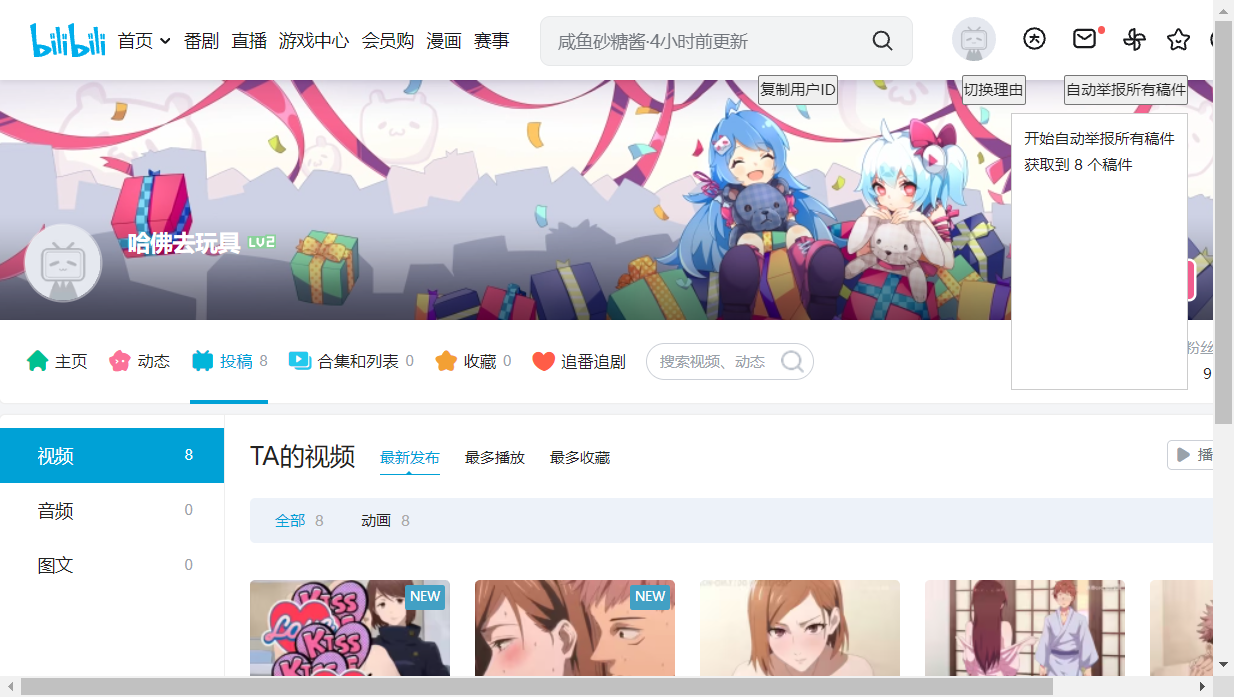 bilibili 首页 番剧 直播 游戏中心 会员购 漫画 赛事 咸鱼砂糖酱·4小时前更新
复制用户ID 切换理由 自动举报所有稿件
开始自动举报所有稿件
获取到 8 个稿件
哈佛去玩具 LV2
主页 动态 投稿 8 合集和列表 0 收藏 0 追番追剧 搜索视频、动态 粉丝
9
视频 8
音频 0
图文 0
TA的视频 最新发布 最多播放 最多收藏 播
全部 8 动画 8
NEW NEW
Kiss
Love
Kiss
Kiss